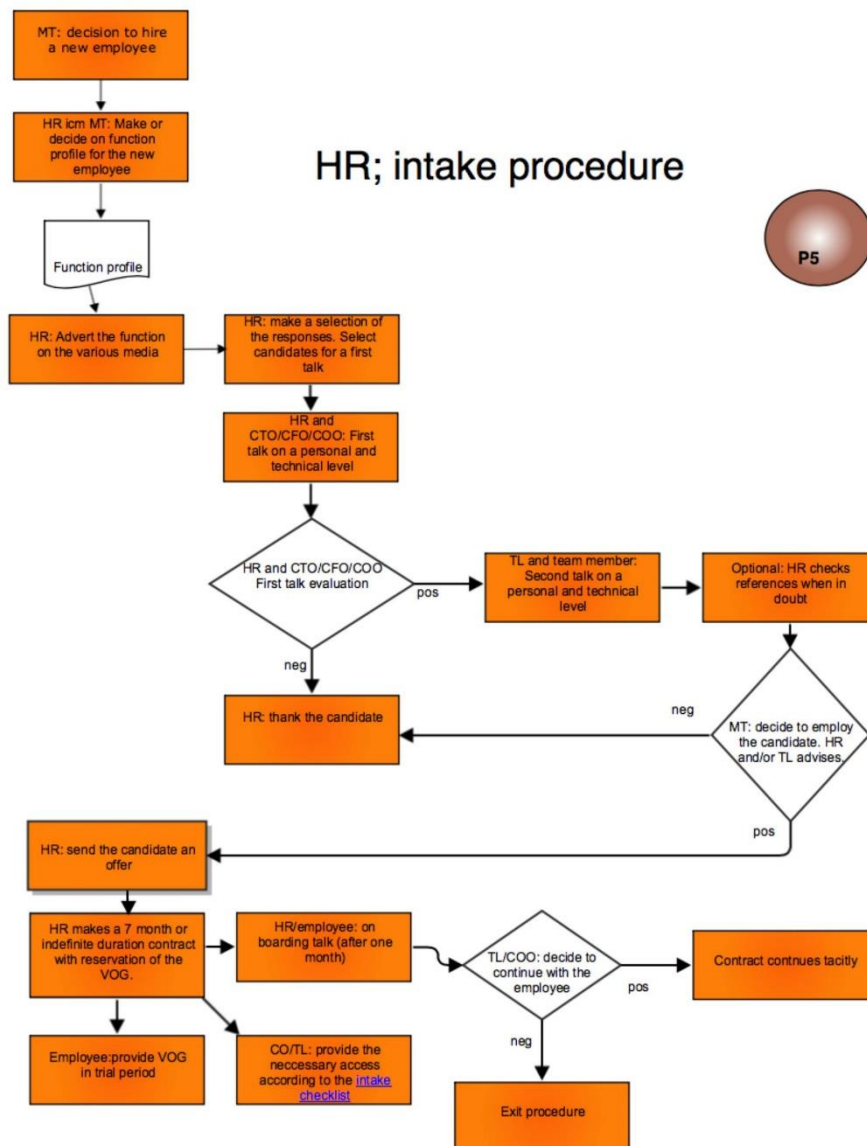 MT: decision to hire
a new employee
HR icm MT: Make or
decide on function
profile for the new
employee
HR; intake procedure
P5
Function profile
HR: Advert the function
on the various media
HR: make a selection of
the responses. Select
candidates for a first
talk
HR and
CTO/CFO/COO: First
talk on a personal and
technical level
HR and CTO/CFO/COO
First talk evaluation
pos
neg
TL and team member:
Second talk on a
personal and technical
level
Optional: HR checks
references when in
doubt
HR: thank the candidate
neg
MT: decide to employ
the candidate. HR
and/or TL advises.
pos
HR: send the candidate an
offer
HR makes a 7 month or
indefinite duration contract
with reservation of the
VOG.
HR/employee: on
boarding talk (after one
month)
TL/COO: decide to
continue with the
employee
pos
neg
Contract contnues tacitly
Employee:provide VOG
in trial period
CO/TL: provide the
neccessary access
according to the intake
checklist
Exit procedure